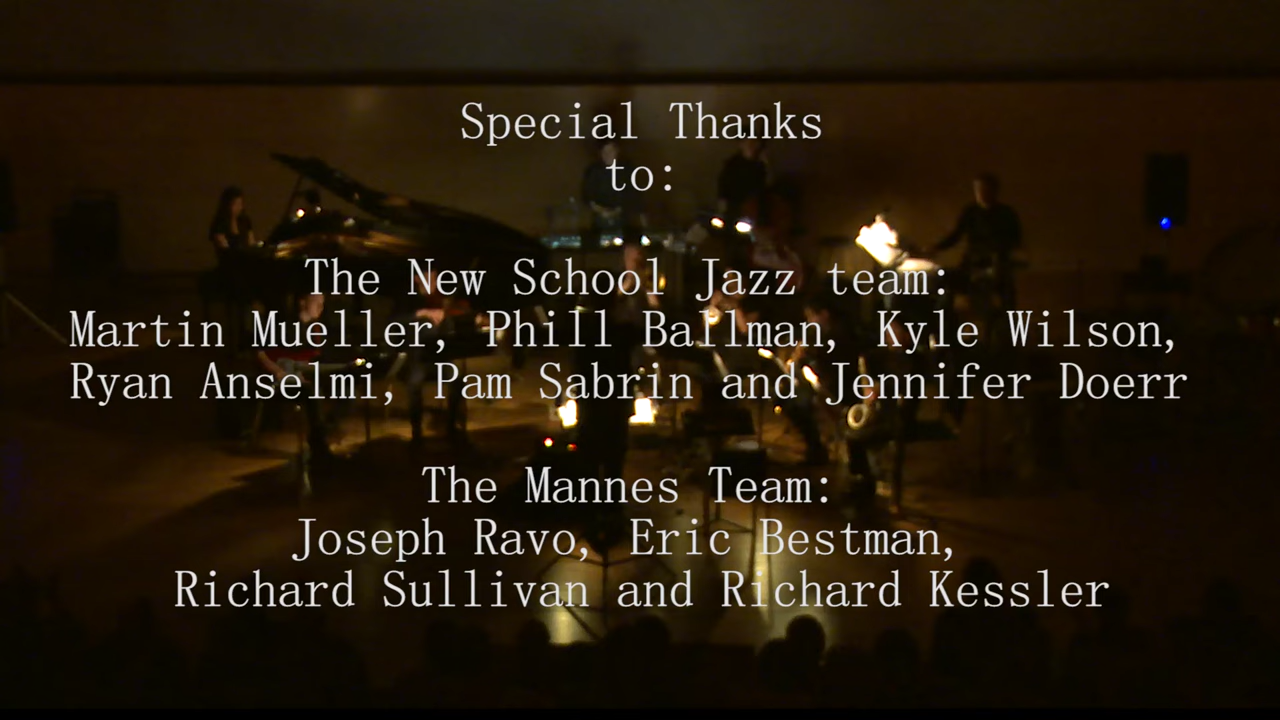 Special Thanks
to:
The New School Jazz team:
Martin Mueller, Phill Ballman, Kyle Wilson,
Ryan Anselmi, Pam Sabrin and Jennifer Doerr
The Mannes Team:
Joseph Ravo, Eric Bestman,
Richard Sullivan and Richard Kessler